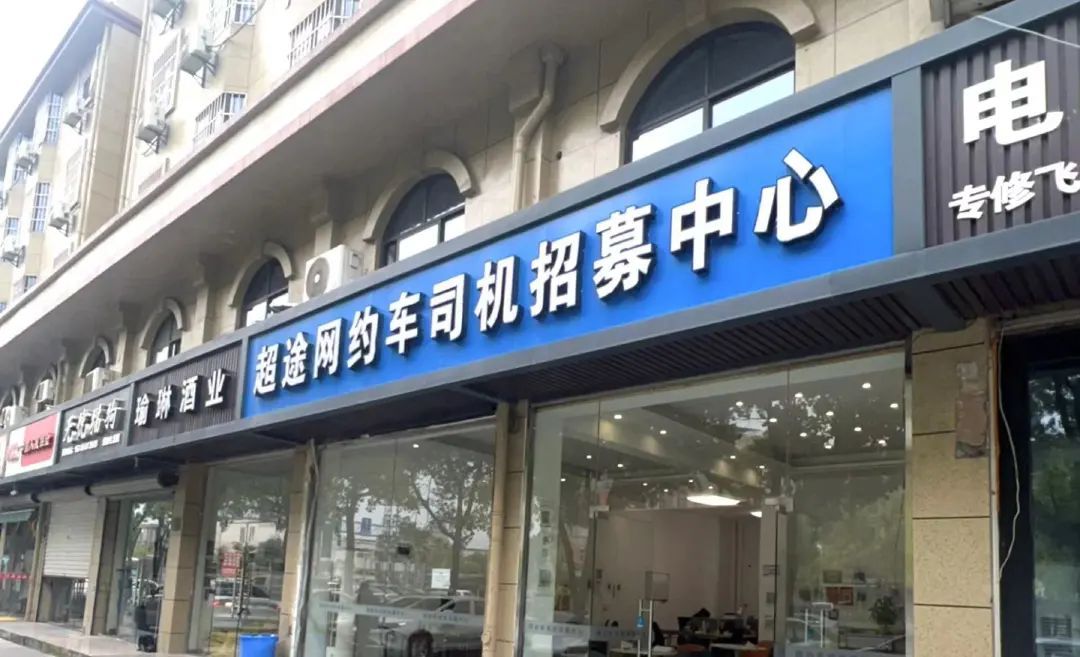 超途网约车司机招募中心
瑜琳酒业
电
专修飞